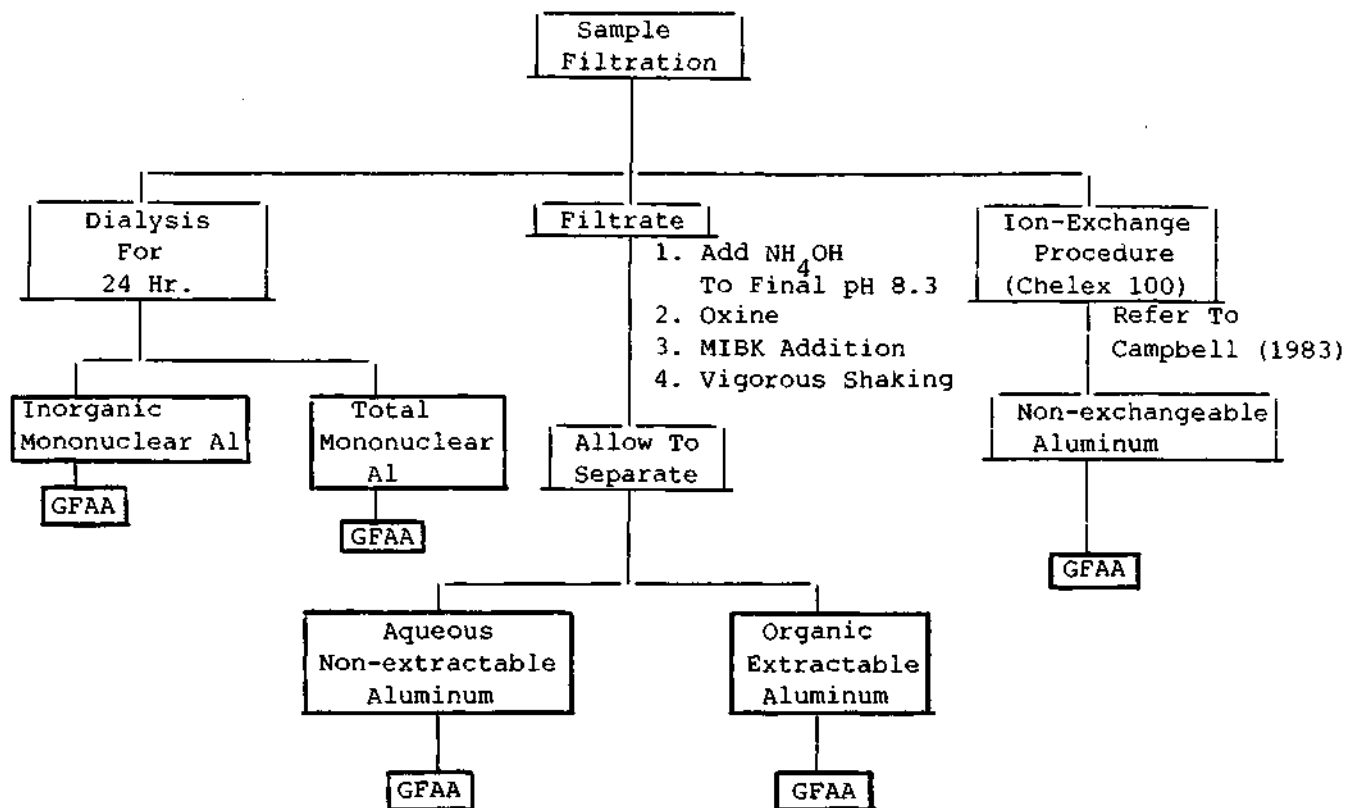 Sample
Filtration
Dialysis
For
24 Hr.
Filtrate
1. Add NH4OH
To Final pH 8.3
2. Oxine
3. MIBK Addition
4. Vigorous Shaking
Ion-Exchange
Procedure
(Chelex 100)
Refer To
Campbell (1983)
Inorganic
Mononuclear Al
GFAA
Total
Mononuclear
Al
GFAA
Allow To
Separate
Non-exchangeable
Aluminum
GFAA
Aqueous
Non-extractable
Aluminum
GFAA
Organic
Extractable
Aluminum
GFAA